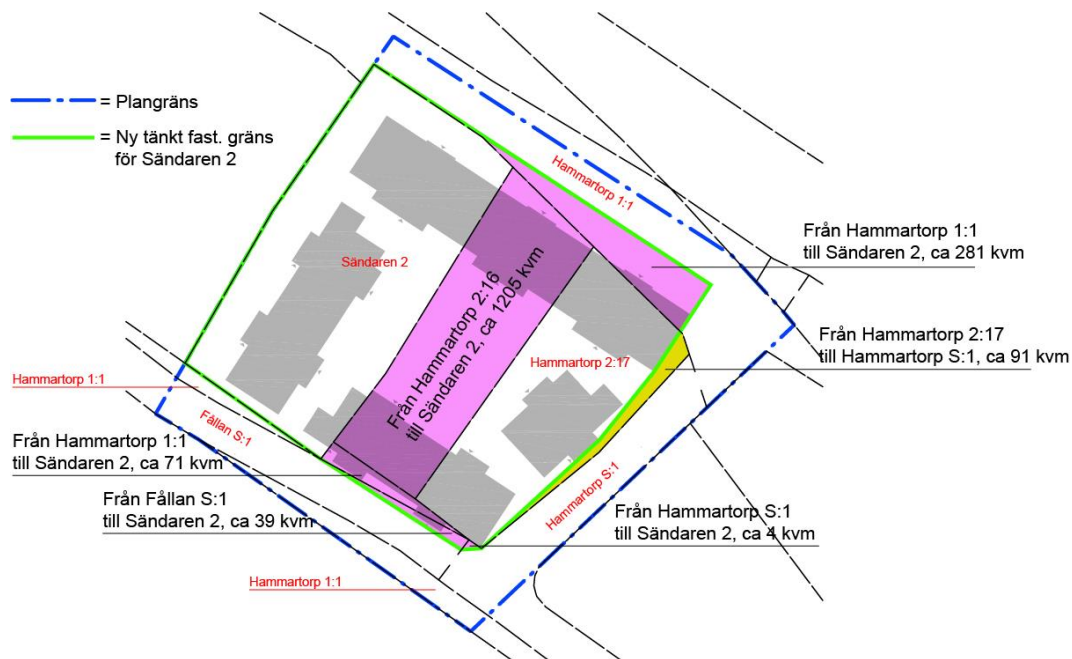 = Plangräns
= Ny tänkt fast. gräns
för Sändaren 2
Hammartorp 1:1
Från Hammartorp 1:1
till Sändaren 2, ca 281 kvm
Sändaren 2
Från Hammartorp 2:16
till Sändaren 2, ca 1205 kvm
Från Hammartorp 2:17
till Hammartorp S:1, ca 91 kvm
Hammartorp 2:17
Hammartorp 1:1
Fållan S:1
Från Hammartorp 1:1
till Sändaren 2, ca 71 kvm
Hammartorp S:1
Från Fållan S:1
till Sändaren 2, ca 39 kvm
Från Hammartorp S:1
till Sändaren 2, ca 4 kvm
Hammartorp 1:1